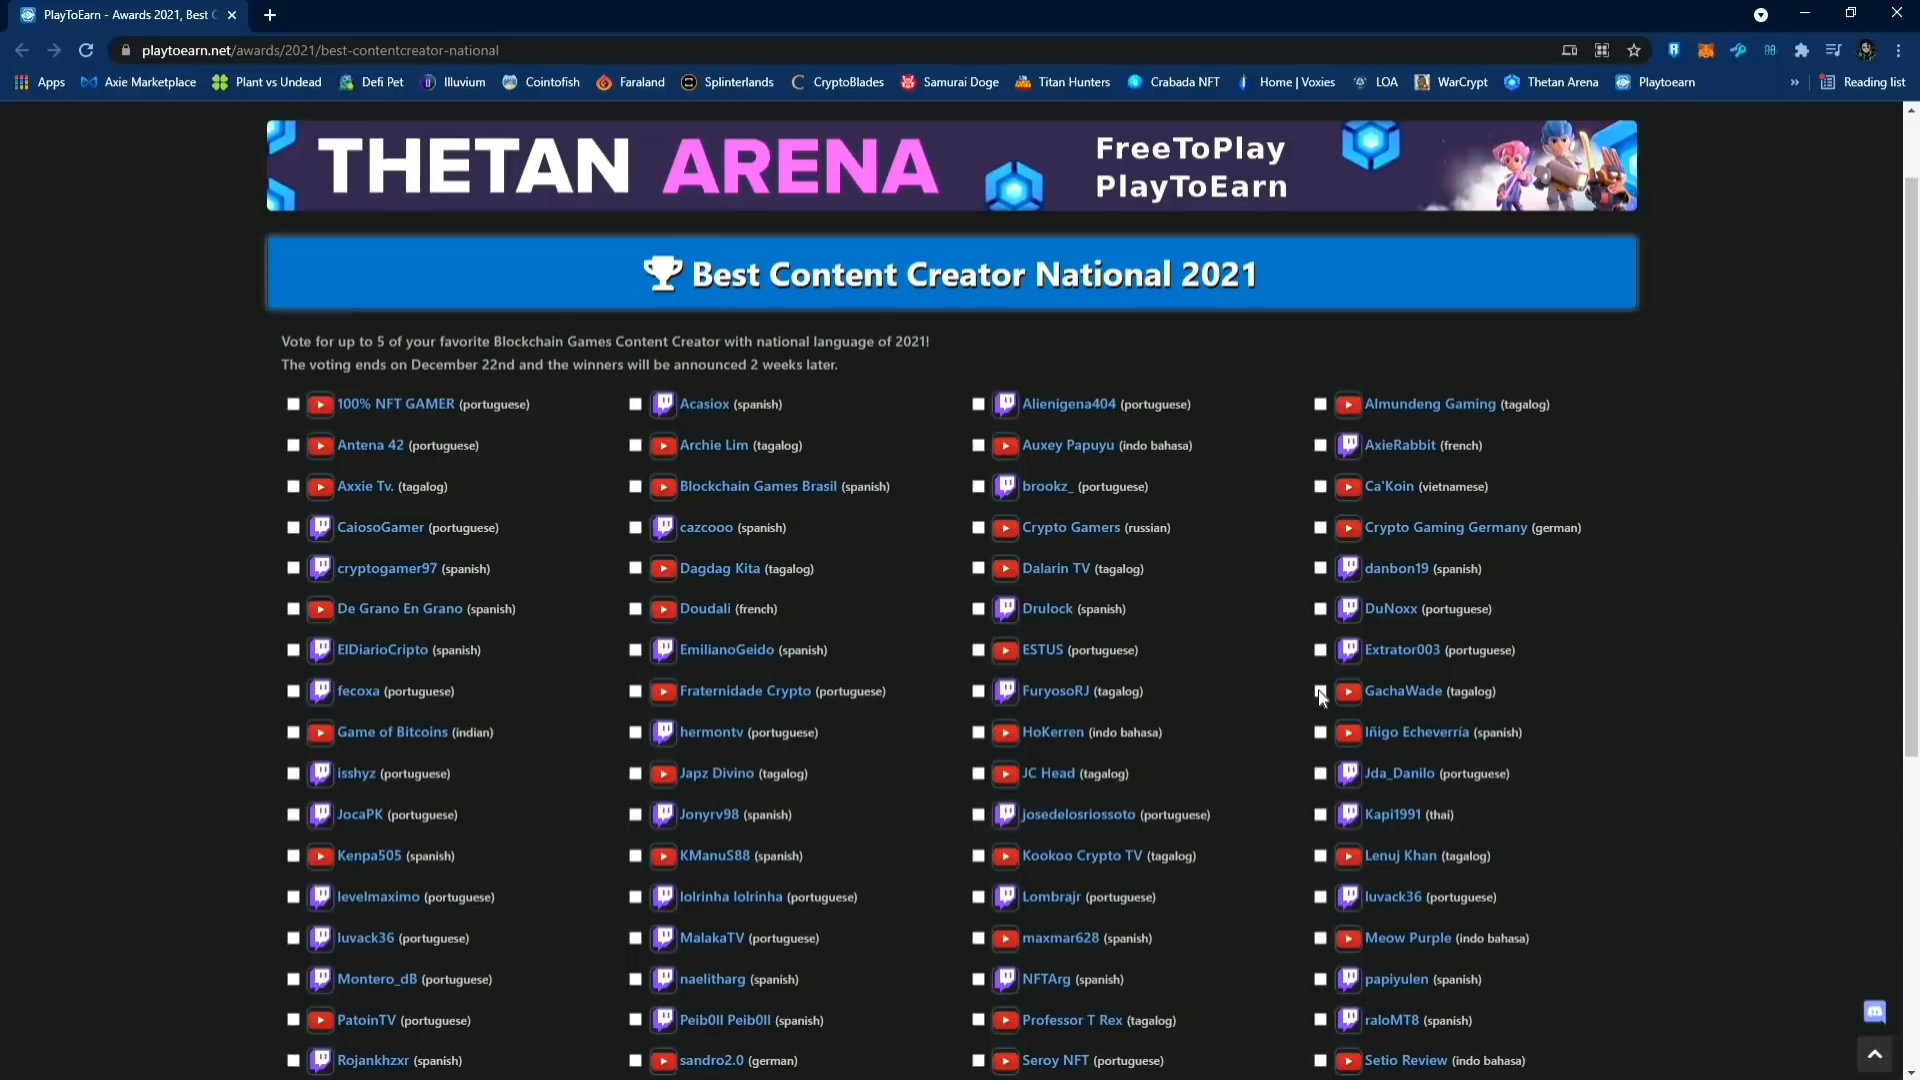 PlayToEarn - Awards 2021, Best C
playtoearn.net/awards/2021/best-contentcreator-national
Apps Axie Marketplace Plant vs Undead Defi Pet Illuvium Cointofish Faraland Splinterlands CryptoBlades Samurai Doge Titan Hunters Crabada NFT Home | Voxies LOA WarCrypt Thetan Arena Playtoearn » Reading list
THETAN ARENA
FreeToPlay
PlayToEarn
Best Content Creator National 2021
Vote for up to 5 of your favorite Blockchain Games Content Creator with national language of 2021!
The voting ends on December 22nd and the winners will be announced 2 weeks later.
100% NFT GAMER (portuguese) Acasiox (spanish) Alienigena404 (portuguese) Almundeng Gaming (tagalog)
Antena 42 (portuguese) Archie Lim (tagalog) Auxey Papuyu (indo bahasa) AxieRabbit (french)
Axxie Tv. (tagalog) Blockchain Games Brasil (spanish) brookz_ (portuguese) Ca'Koin (vietnamese)
CaiosoGamer (portuguese) cazcooo (spanish) Crypto Gamers (russian) Crypto Gaming Germany (german)
cryptogamer97 (spanish) Dagdag Kita (tagalog) Dalarin TV (tagalog) danbon19 (spanish)
De Grano En Grano (spanish) Doudali (french) Drulock (spanish) DuNoxx (portuguese)
ElDiarioCripto (spanish) EmilianoGeido (spanish) ESTUS (portuguese) Extrator003 (portuguese)
fecoxa (portuguese) Fraternidade Crypto (portuguese) FuryosoRJ (tagalog) GachaWade (tagalog)
Game of Bitcoins (indian) hermontv (portuguese) HoKerren (indo bahasa) Iñigo Echeverría (spanish)
isshyz (portuguese) Japz Divino (tagalog) JC Head (tagalog) Jda_Danilo (portuguese)
JocaPK (portuguese) Jonyrv98 (spanish) josedelosriossoto (portuguese) Kapi1991 (thai)
Kenpa505 (spanish) KManuS88 (spanish) Kookoo Crypto TV (tagalog) Lenuj Khan (tagalog)
levelmaximo (portuguese) lolrinha lolrinha (portuguese) Lombrajr (portuguese) luvack36 (portuguese)
luvack36 (portuguese) MalakaTV (portuguese) maxmar628 (spanish) Meow Purple (indo bahasa)
Montero_dB (portuguese) naelitharg (spanish) NFTArg (spanish) papiyulen (spanish)
PatoinTV (portuguese) Peib0ll Peib0ll (spanish) Professor T Rex (tagalog) raloMT8 (spanish)
Rojankhzxr (spanish) sandro2.0 (german) Seroy NFT (portuguese) Setio Review (indo bahasa)